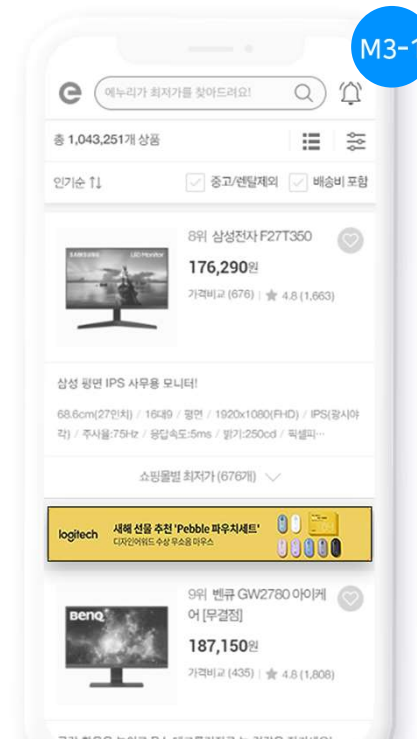 M3-1
e
에누리가 최저가를 찾아드려요!
총 1,043,251개 상품
인기순 ↑↓ 중고/렌탈제외 배송비 포함
8위 삼성전자 F27T350
SAMSUNG LED Monitor
176,290원
가격비교 (676) | ★ 4.8 (1,663)
삼성 평면 IPS 사무용 모니터!
68.6cm(27인치) / 16대9 / 평면 / 1920x1080(FHD) / IPS(광시야
각) / 주사율:75Hz / 응답속도:5ms / 밝기:250cd / 픽셀피···
쇼핑몰별 최저가 (676개)
logitech 새해 선물 추천 'Pebble 파우치세트'
디자인어워드 수상 무소음 마우스
9위 벤큐 GW2780 아이케
어 [무결점]
BenQ
187,150원
가격비교 (435) | ★ 4.8 (1,808)